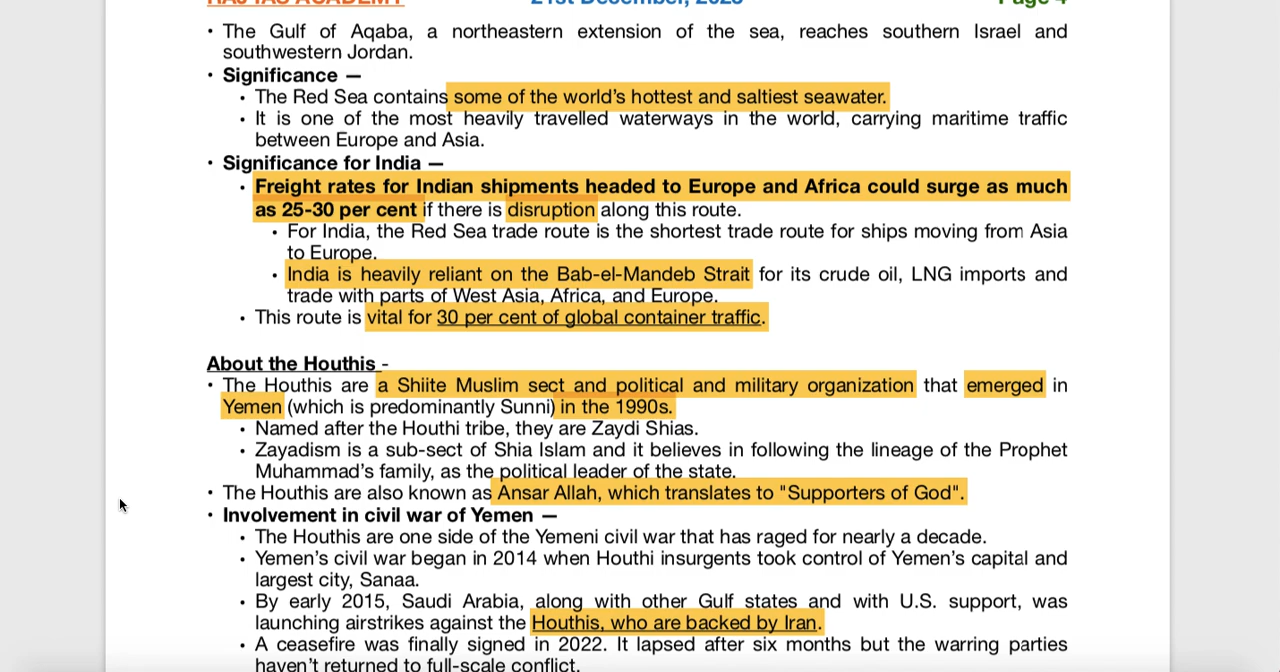 • The Gulf of Aqaba, a northeastern extension of the sea, reaches southern Israel and
southwestern Jordan.
• Significance —
• The Red Sea contains some of the world’s hottest and saltiest seawater.
• It is one of the most heavily travelled waterways in the world, carrying maritime traffic
between Europe and Asia.
• Significance for India —
• Freight rates for Indian shipments headed to Europe and Africa could surge as much
as 25-30 per cent if there is disruption along this route.
• For India, the Red Sea trade route is the shortest trade route for ships moving from Asia
to Europe.
• India is heavily reliant on the Bab-el-Mandeb Strait for its crude oil, LNG imports and
trade with parts of West Asia, Africa, and Europe.
• This route is vital for 30 per cent of global container traffic.
About the Houthis -
• The Houthis are a Shiite Muslim sect and political and military organization that emerged in
Yemen (which is predominantly Sunni) in the 1990s.
• Named after the Houthi tribe, they are Zaydi Shias.
• Zayadism is a sub-sect of Shia Islam and it believes in following the lineage of the Prophet
Muhammad’s family, as the political leader of the state.
• The Houthis are also known as Ansar Allah, which translates to "Supporters of God".
• Involvement in civil war of Yemen —
• The Houthis are one side of the Yemeni civil war that has raged for nearly a decade.
• Yemen’s civil war began in 2014 when Houthi insurgents took control of Yemen’s capital and
largest city, Sanaa.
• By early 2015, Saudi Arabia, along with other Gulf states and with U.S. support, was
launching airstrikes against the Houthis, who are backed by Iran.
• A ceasefire was finally signed in 2022. It lapsed after six months but the warring parties
haven’t returned to full-scale conflict.